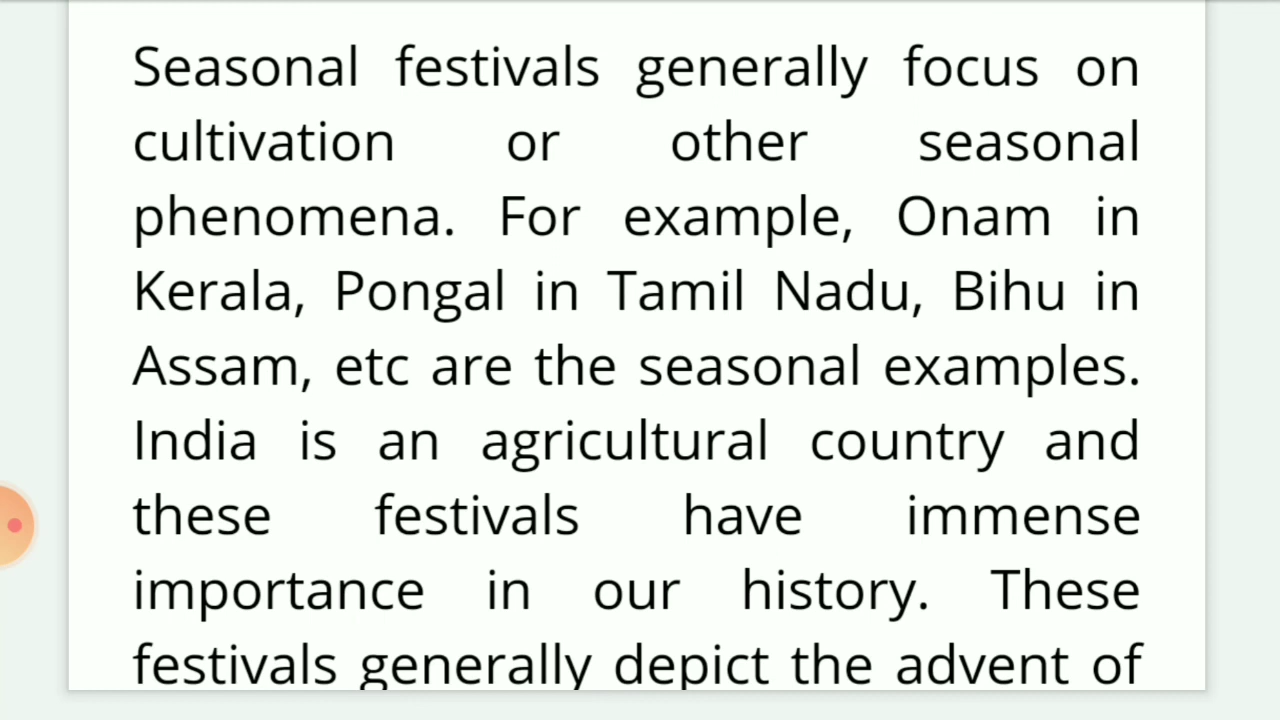 Seasonal festivals generally focus on
cultivation or other seasonal
phenomena. For example, Onam in
Kerala, Pongal in Tamil Nadu, Bihu in
Assam, etc are the seasonal examples.
India is an agricultural country and
these festivals have immense
importance in our history. These
festivals generally depict the advent of